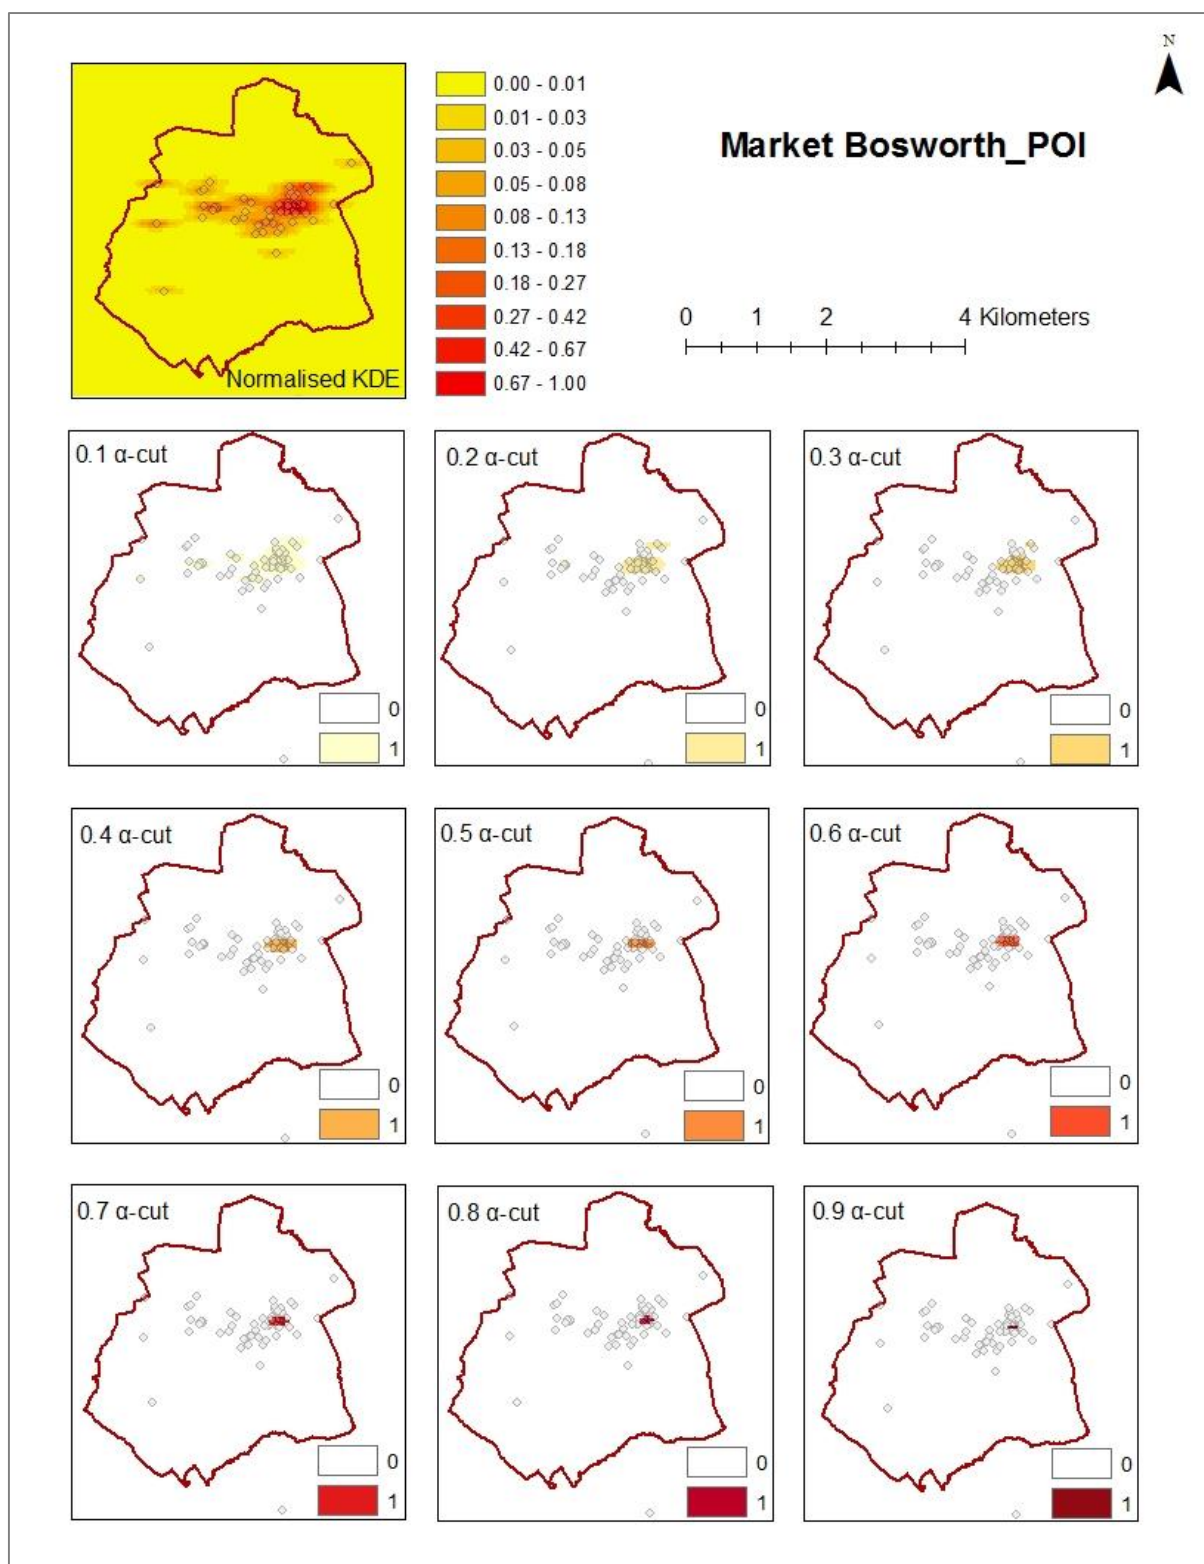 N
0.00 - 0.01
0.01 - 0.03
0.03 - 0.05
0.05 - 0.08
0.08 - 0.13
0.13 - 0.18
0.18 - 0.27
0.27 - 0.42
0.42 - 0.67
0.67 - 1.00
Normalised KDE
Market Bosworth_POI
0 1 2 4 Kilometers
0.1 α-cut
0
1
0.2 α-cut
0
1
0.3 α-cut
0
1
0.4 α-cut
0
1
0.5 α-cut
0
1
0.6 α-cut
0
1
0.7 α-cut
0
1
0.8 α-cut
0
1
0.9 α-cut
0
1